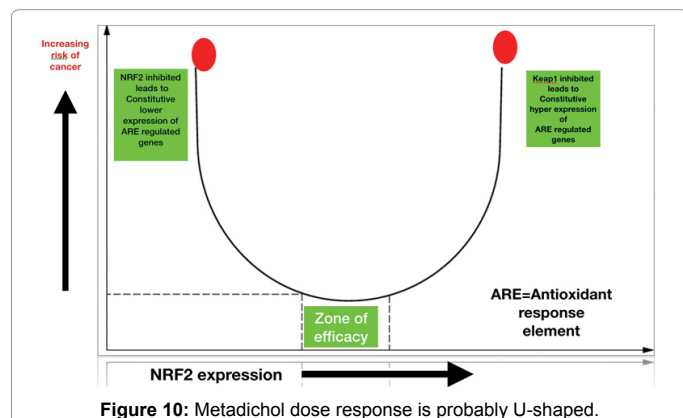 Increasing
risk of
cancer
NRF2 inhibited
leads to
Constitutive
lower
expression of
ARE regulated
genes
Keap1 inhibited
leads to
Constitutive
hyper expression
of
ARE regulated
genes
Zone of
efficacy
ARE=Antioxidant
response
element
NRF2 expression
Figure 10: Metadichol dose response is probably U-shaped.